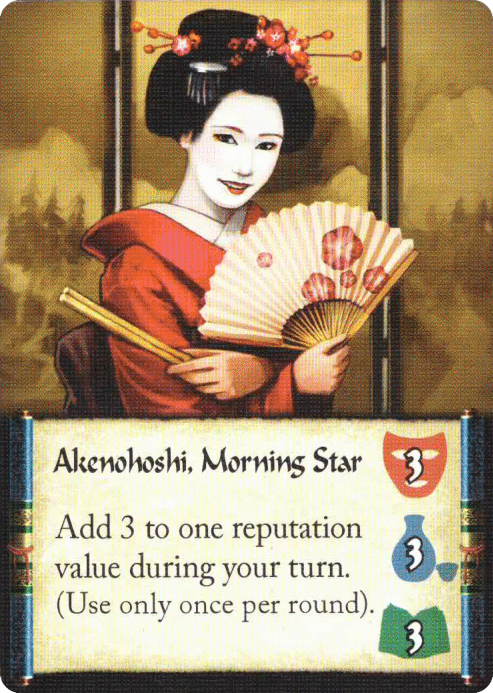 Akenohoshi, Morning Star
3
Add 3 to one reputation
value during your turn.
3
(Use only once per round).
3